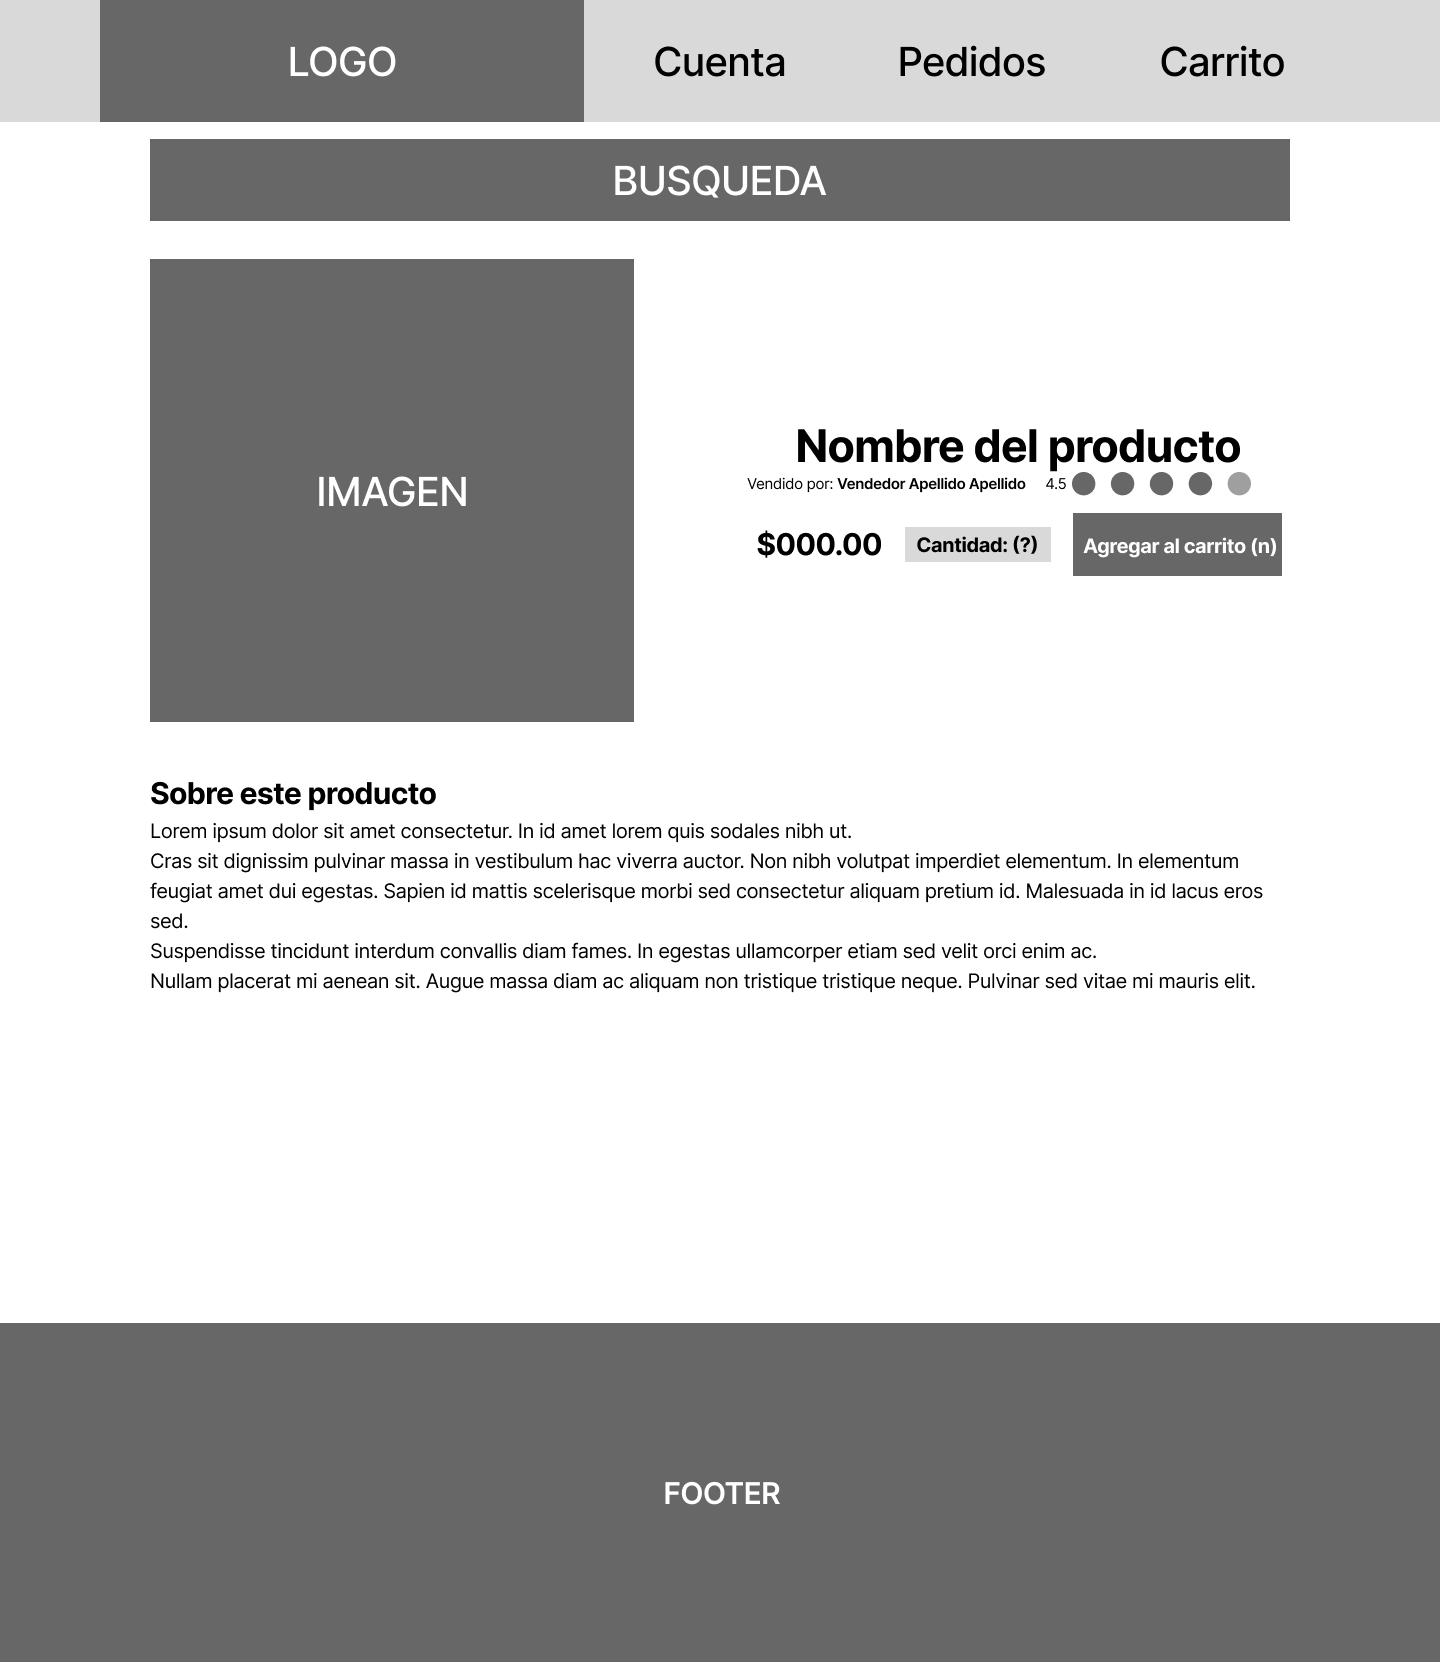 LOGO
Cuenta
Pedidos
Carrito
BUSQUEDA
IMAGEN
Nombre del producto
Vendido por: Vendedor Apellido Apellido 4.5
$000.00
Cantidad: (?)
Agregar al carrito (n)
Sobre este producto
Lorem ipsum dolor sit amet consectetur. In id amet lorem quis sodales nibh ut.
Cras sit dignissim pulvinar massa in vestibulum hac viverra auctor. Non nibh volutpat imperdiet elementum. In elementum
feugiat amet dui egestas. Sapien id mattis scelerisque morbi sed consectetur aliquam pretium id. Malesuada in id lacus eros
sed.
Suspendisse tincidunt interdum convallis diam fames. In egestas ullamcorper etiam sed velit orci enim ac.
Nullam placerat mi aenean sit. Augue massa diam ac aliquam non tristique tristique neque. Pulvinar sed vitae mi mauris elit.
FOOTER